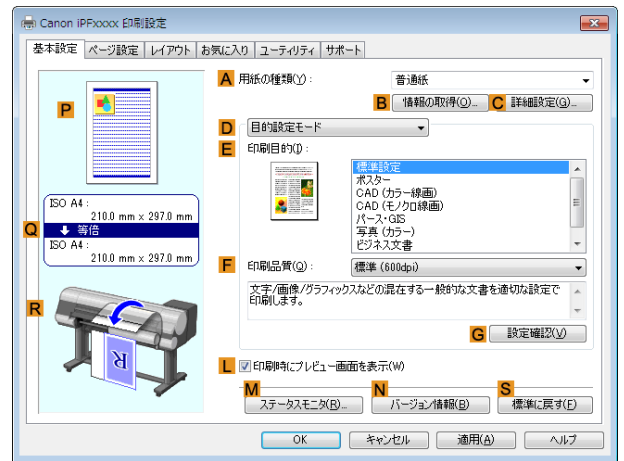 Canon iPFxxxx 印刷設定
基本設定 ページ設定 レイアウト お気に入り ユーティリティ サポート
A 用紙の種類(Y): 普通紙
B 情報の取得(O)... C 詳細設定(G)...
P
D 目的設定モード
E 印刷目的(I):
標準設定
ポスター
CAD (カラー線画)
CAD (モノクロ線画)
パース・GIS
写真 (カラー)
ビジネス文書
ISO A4 :
210.0 mm x 297.0 mm
Q 等倍
ISO A4 :
210.0 mm x 297.0 mm
F 印刷品質(Q): 標準 (600dpi)
文字/画像/グラフィックスなどの混在する一般的な文書を適切な設定で
印刷します。
R
R
G 設定確認(V)
L 印刷時にプレビュー画面を表示(W)
M N S
ステータスモニタ(R)... バージョン情報(B) 標準に戻す(F)
OK キャンセル 適用(A) ヘルプ